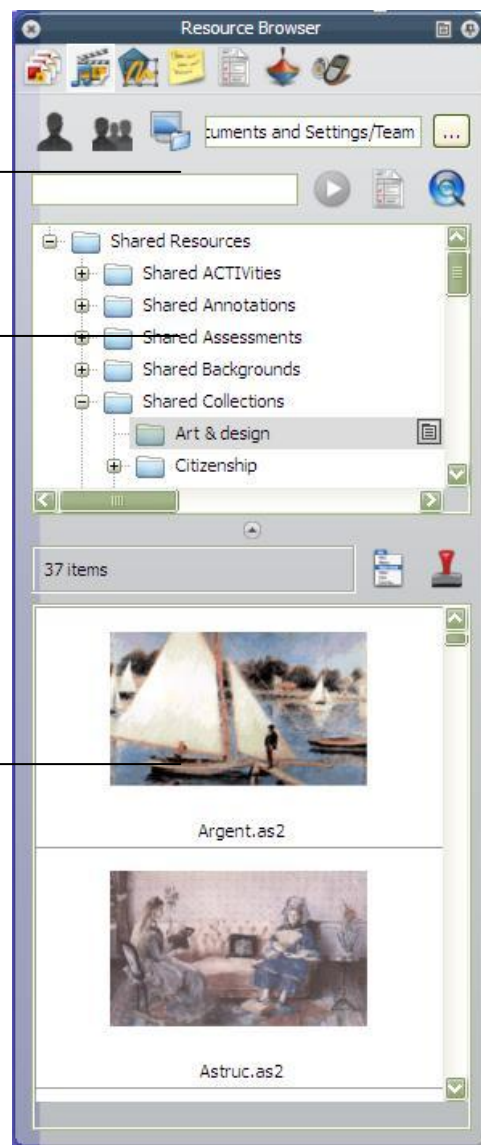 Resource Browser
cuments and Settings/Team
...
Shared Resources
Shared ACTIVities
Shared Annotations
Shared Assessments
Shared Backgrounds
Shared Collections
Art & design
Citizenship
37 items
Argent.as2
Astruc.as2